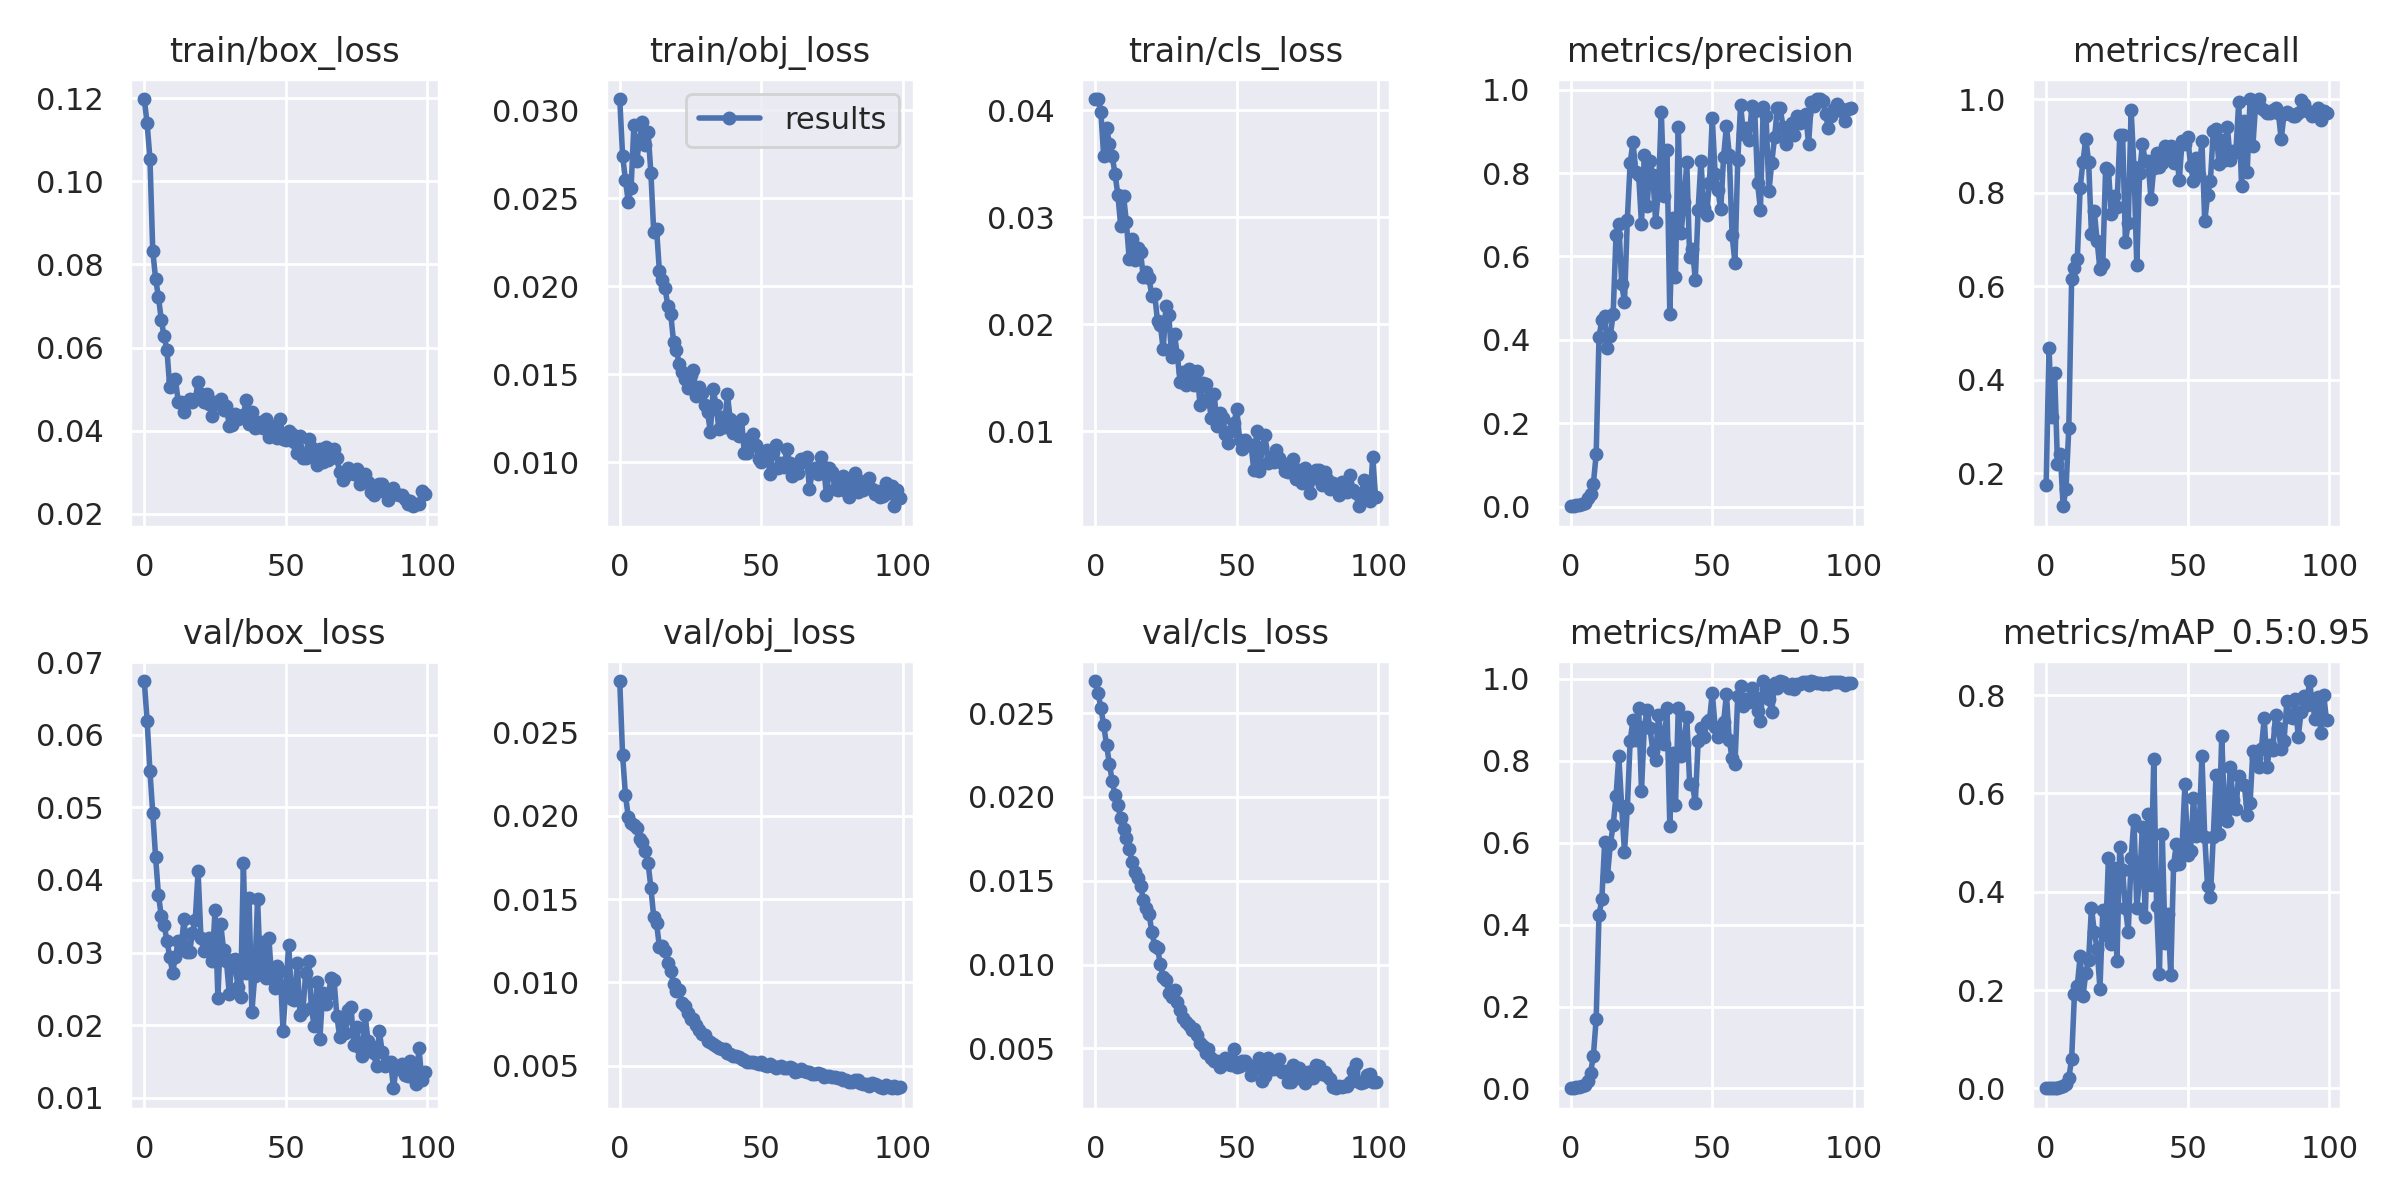 train/box_loss
0.12
0.10
0.08
0.06
0.04
0.02
0 50 100
train/obj_loss
results
0.030
0.025
0.020
0.015
0.010
0 50 100
train/cls_loss
0.04
0.03
0.02
0.01
0 50 100
metrics/precision
1.0
0.8
0.6
0.4
0.2
0.0
0 50 100
metrics/recall
1.0
0.8
0.6
0.4
0.2
0 50 100
val/box_loss
0.07
0.06
0.05
0.04
0.03
0.02
0.01
0 50 100
val/obj_loss
0.025
0.020
0.015
0.010
0.005
0 50 100
val/cls_loss
0.025
0.020
0.015
0.010
0.005
0 50 100
metrics/mAP_0.5
1.0
0.8
0.6
0.4
0.2
0.0
0 50 100
metrics/mAP_0.5:0.95
0.8
0.6
0.4
0.2
0.0
0 50 100